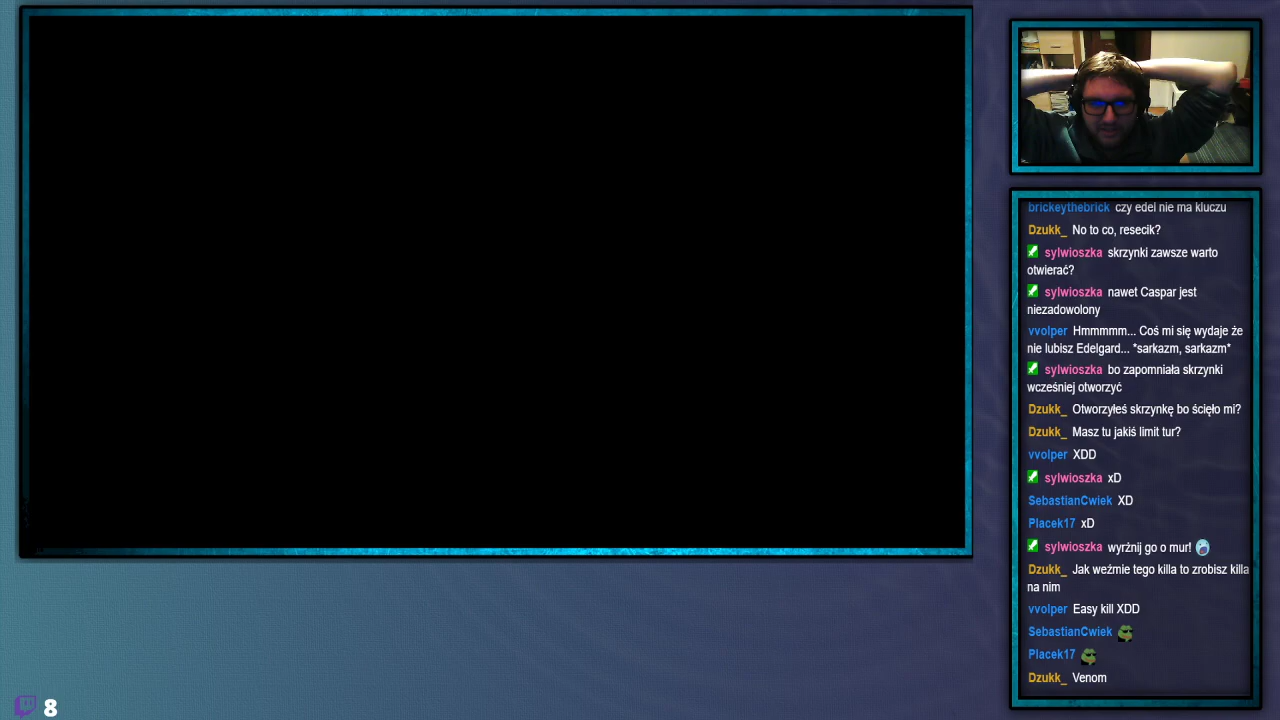 brickeythebrick czy edel nie ma kluczu
Dzukk_ No to co, resecik?
sylwioszka skrzynki zawsze warto
otwierać?
sylwioszka nawet Caspar jest
niezadowolony
vvolper Hmmmmm... Coś mi się wydaje że
nie lubisz Edelgard... *sarkazm, sarkazm*
sylwioszka bo zapomniała skrzynki
wcześniej otworzyć
Dzukk_ Otworzyłeś skrzynkę bo ścięło mi?
Dzukk_ Masz tu jakiś limit tur?
vvolper XDD
sylwioszka xD
SebastianCwiek XD
Placek17 xD
sylwioszka wyrżnij go o mur!
Dzukk_ Jak weźmie tego killa to zrobisz killa
na nim
vvolper Easy kill XDD
SebastianCwiek
Placek17
Dzukk_ Venom
8